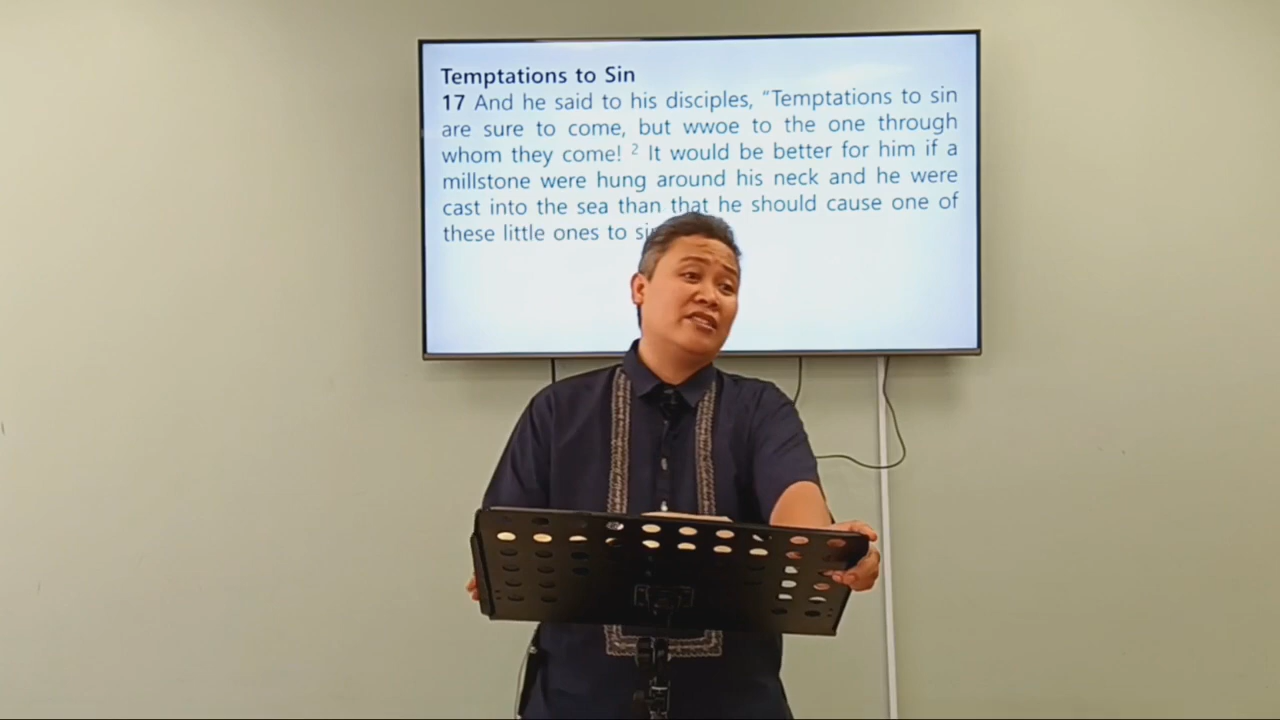 Temptations to Sin
17 And he said to his disciples, “Temptations to sin
are sure to come, but wwoe to the one through
whom they come! ² It would be better for him if a
millstone were hung around his neck and he were
cast into the sea than that he should cause one of
these little ones to